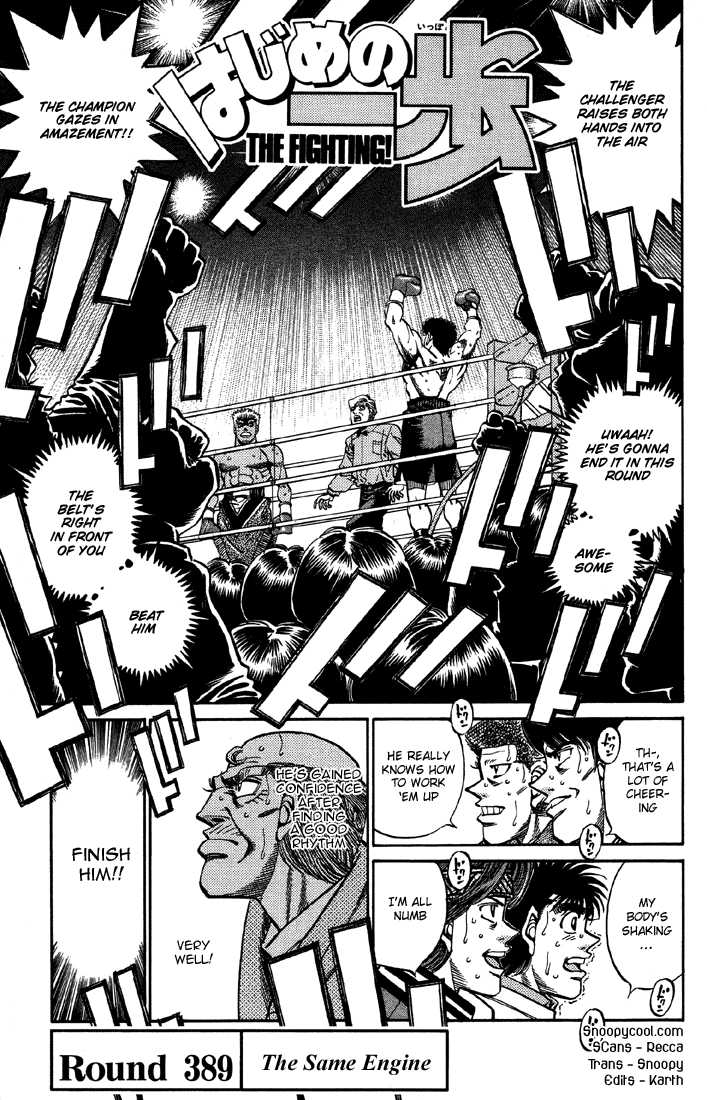 はじめの一歩
いっぽ
THE FIGHTING!
THE
CHALLENGER
RAISES BOTH
HANDS INTO
THE AIR
THE CHAMPION
GAZES IN
AMAZEMENT!!
UWAAH!
HE'S GONNA
END IT IN THIS
ROUND
AWE-
SOME
THE
BELT'S
RIGHT
IN FRONT
OF YOU
BEAT
HIM
TH-,
THAT'S A
LOT OF
CHEER-
ING
HE REALLY
KNOWS HOW
TO WORK
'EM UP
MY
BODY'S
SHAKING
...
I'M ALL
NUMB
HE'S GAINED
CONFIDENCE
AFTER
FINDING
A GOOD
RHYTHM
VERY
WELL!
FINISH
HIM!!
Round 389
The Same Engine
Snoopycool.com
Scans - Recca
Trans - Snoopy
Edits - Karth